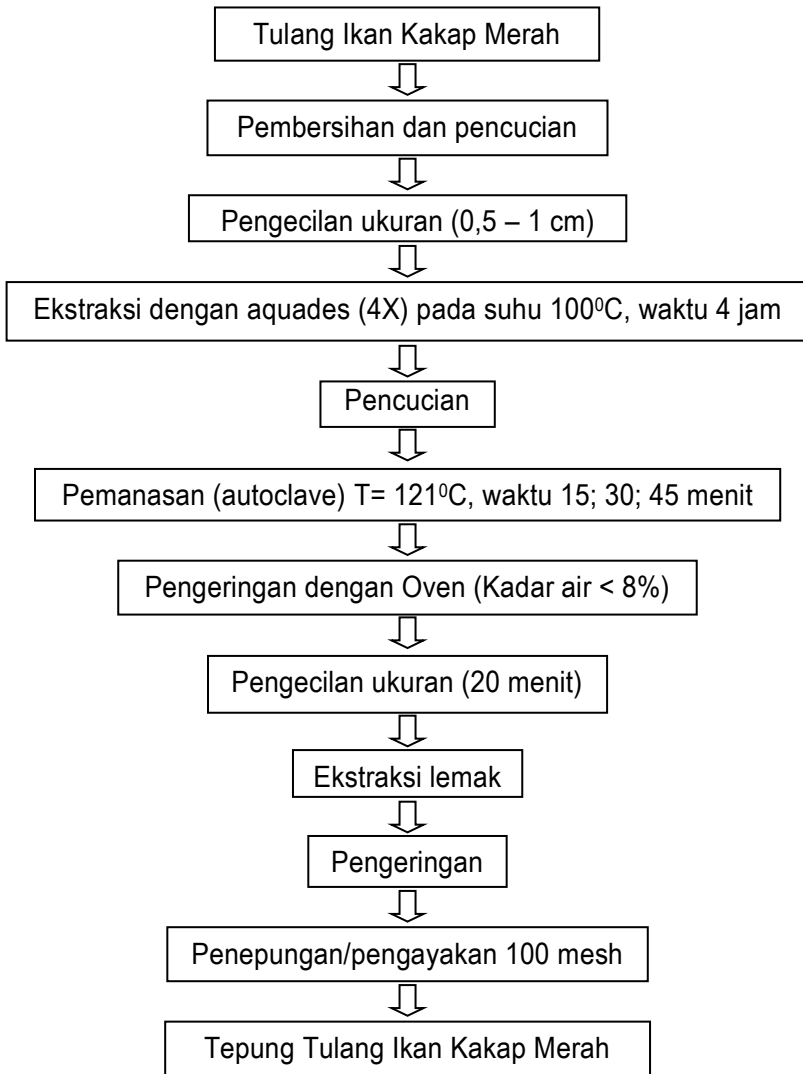 Tulang Ikan Kakap Merah
Pembersihan dan pencucian
Pengecilan ukuran (0,5 – 1 cm)
Ekstraksi dengan aquades (4X) pada suhu 100⁰C, waktu 4 jam
Pencucian
Pemanasan (autoclave) T= 121⁰C, waktu 15; 30; 45 menit
Pengeringan dengan Oven (Kadar air < 8%)
Pengecilan ukuran (20 menit)
Ekstraksi lemak
Pengeringan
Penepungan/pengayakan 100 mesh
Tepung Tulang Ikan Kakap Merah